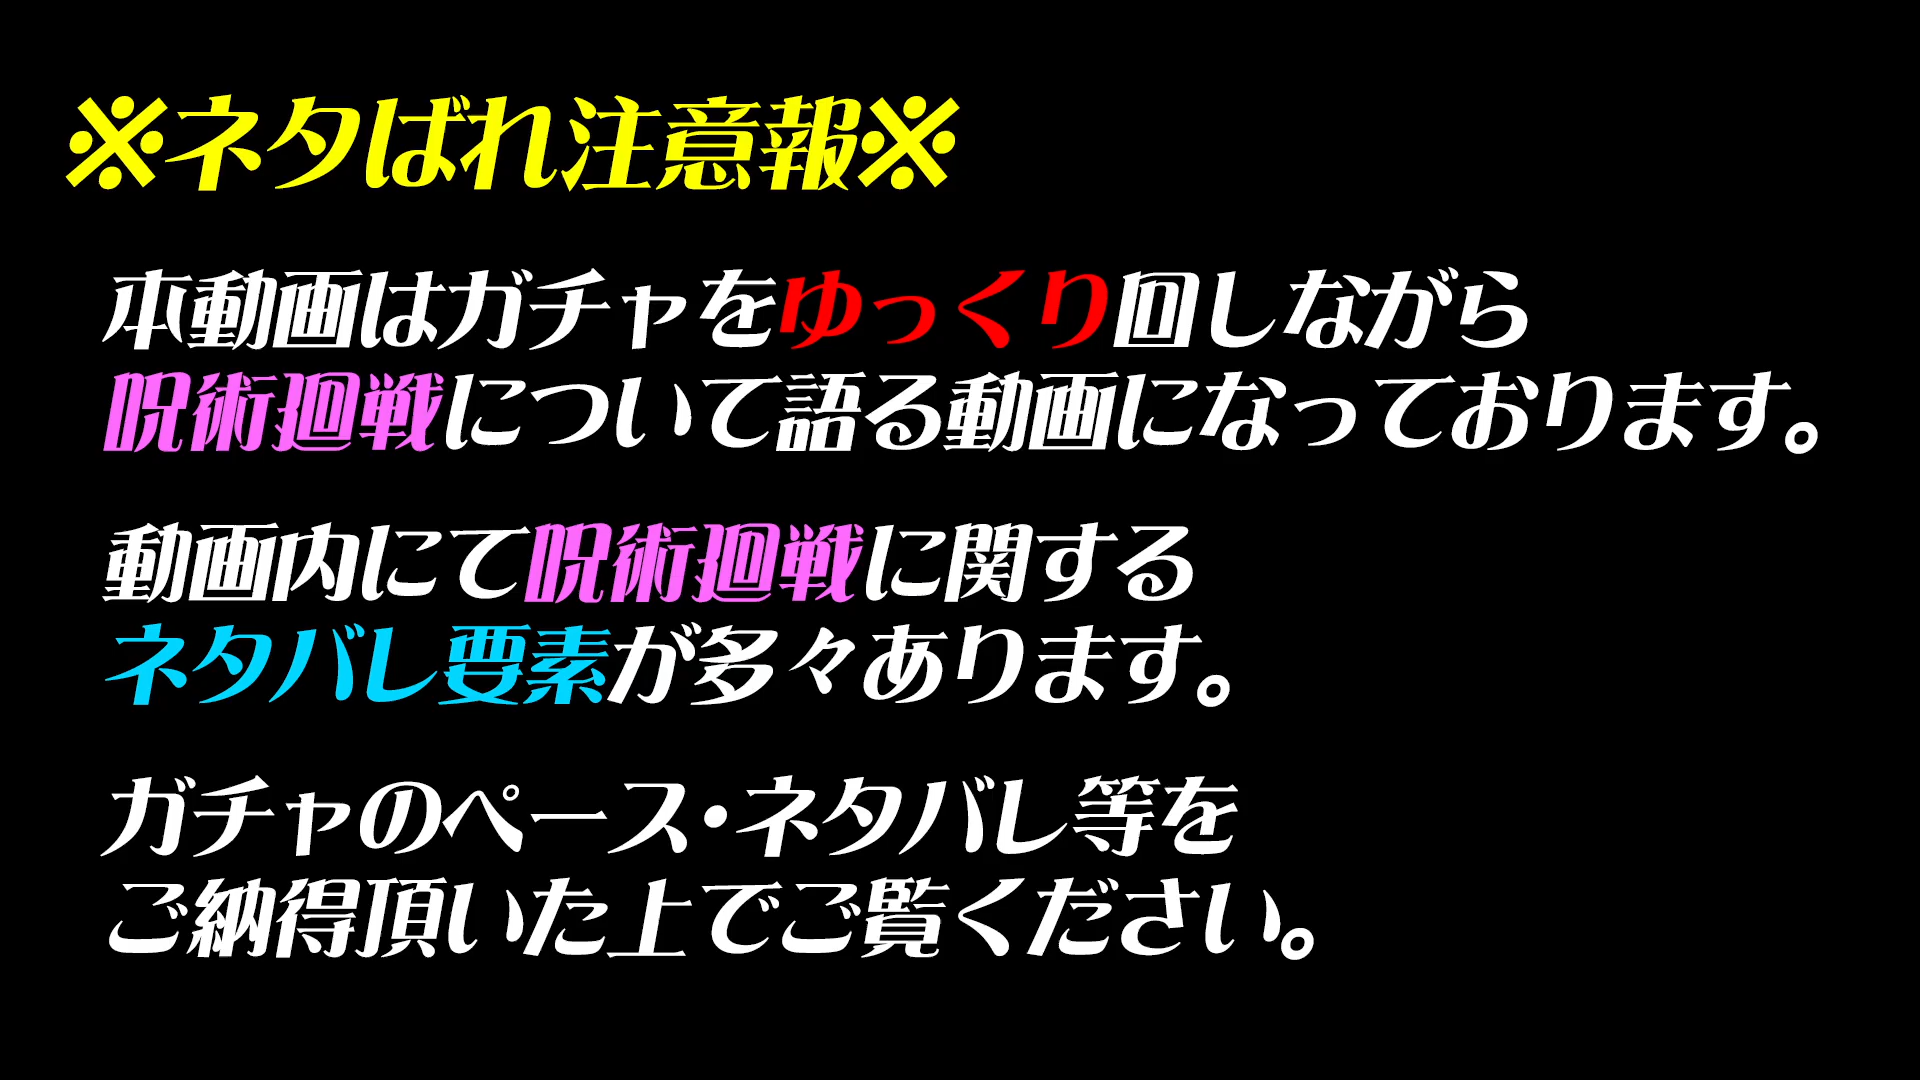 ※ネタばれ注意報※
本動画はガチャをゆっくり回しながら
呪術廻戦について語る動画になっております。
動画内にて呪術廻戦に関する
ネタバレ要素が多々あります。
ガチャのペース・ネタバレ等を
ご納得頂いた上でご覧ください。